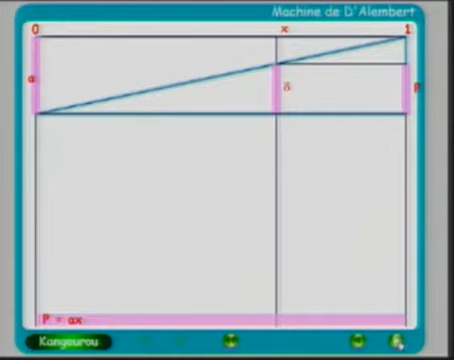 Machine de D'Alembert
0 x 1
α δ β
P = αx
Kangourou